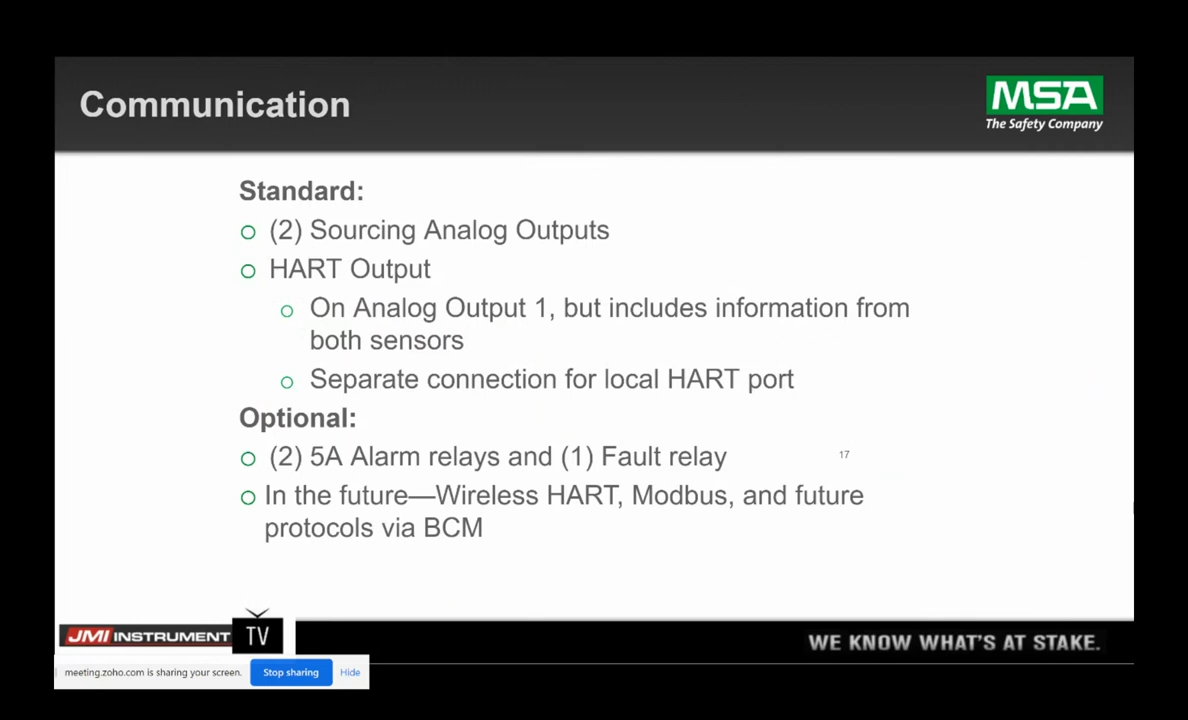 Communication
MSA
The Safety Company
Standard:
(2) Sourcing Analog Outputs
HART Output
On Analog Output 1, but includes information from
both sensors
Separate connection for local HART port
Optional:
(2) 5A Alarm relays and (1) Fault relay
17
In the future—Wireless HART, Modbus, and future
protocols via BCM
JMI INSTRUMENT TV
WE KNOW WHAT'S AT STAKE.
meeting.zoho.com is sharing your screen. Stop sharing Hide